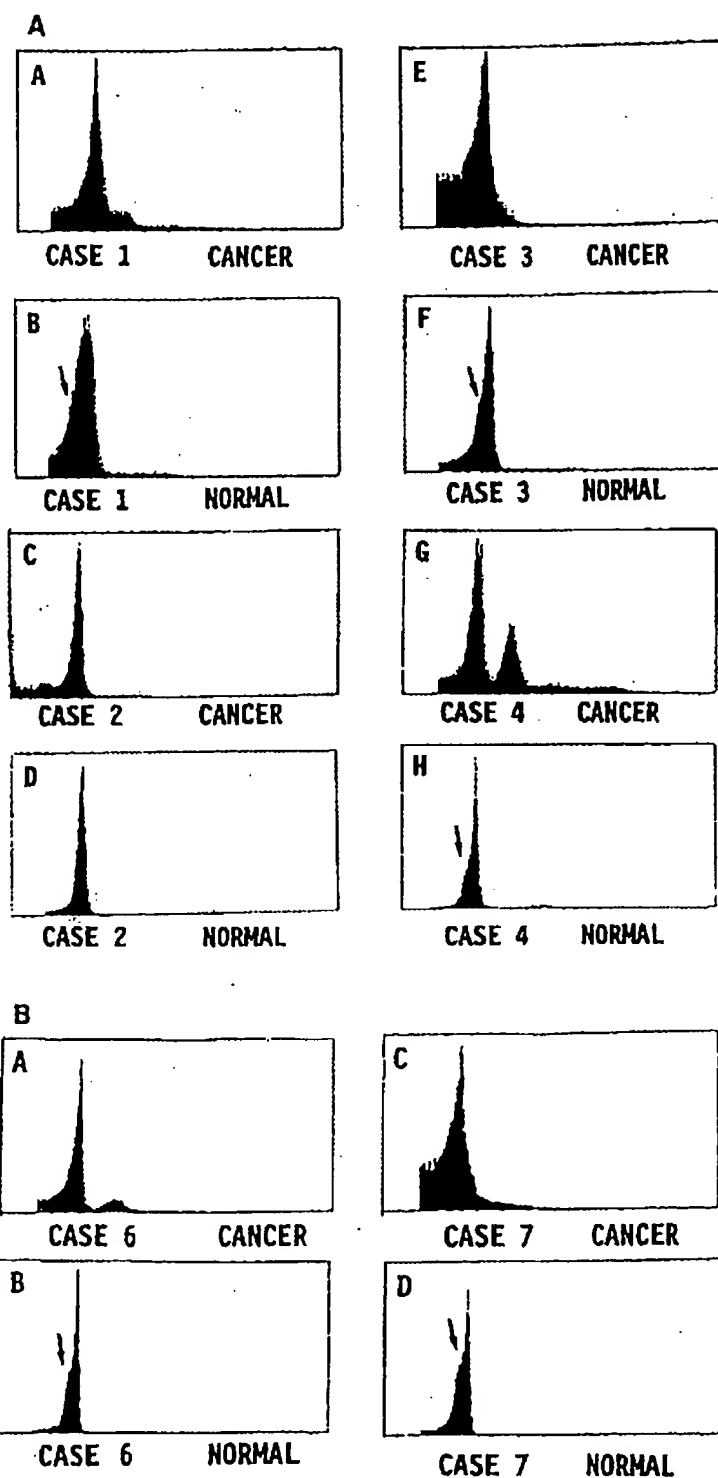 A
A
E
CASE 1 CANCER
CASE 3 CANCER
B
F
CASE 1 NORMAL
CASE 3 NORMAL
C
G
CASE 2 CANCER
CASE 4 CANCER
D
H
CASE 2 NORMAL
CASE 4 NORMAL
B
A
C
CASE 6 CANCER
CASE 7 CANCER
B
D
CASE 6 NORMAL
CASE 7 NORMAL